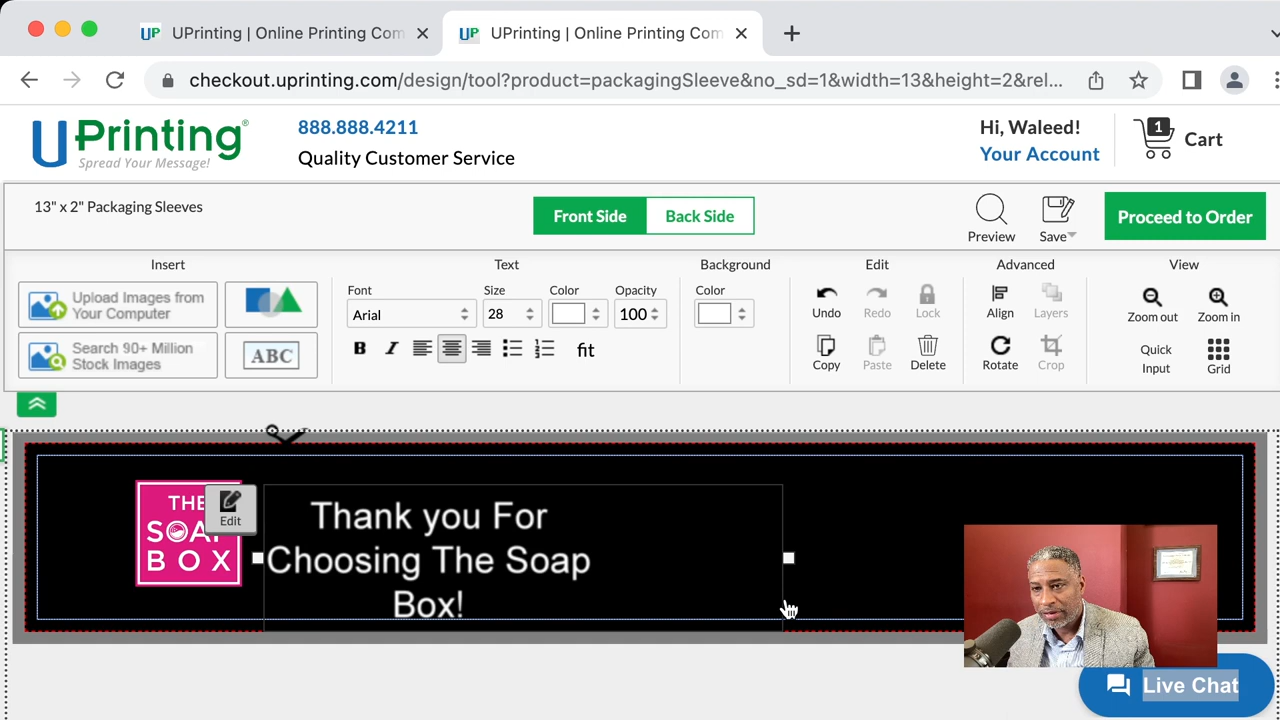 UPrinting | Online Printing Com
UPrinting | Online Printing Com
checkout.uprinting.com/design/tool?product=packagingSleeve&no_sd=1&width=13&height=2&rel...
UPrinting®
Spread Your Message!
888.888.4211
Quality Customer Service
Hi, Waleed!
Your Account
1
Cart
13" x 2" Packaging Sleeves
Front Side
Back Side
Preview
Save
Proceed to Order
Insert
Text
Background
Edit
Advanced
View
Upload Images from
Your Computer
Search 90+ Million
Stock Images
ABC
Font
Size
Color
Opacity
Arial
28
100
B I
fit
Color
Undo
Redo
Lock
Copy
Paste
Delete
Align
Layers
Rotate
Crop
Zoom out
Zoom in
Quick
Input
Grid
THE
SOAP
BOX
Edit
Thank you For
Choosing The Soap
Box!
Live Chat